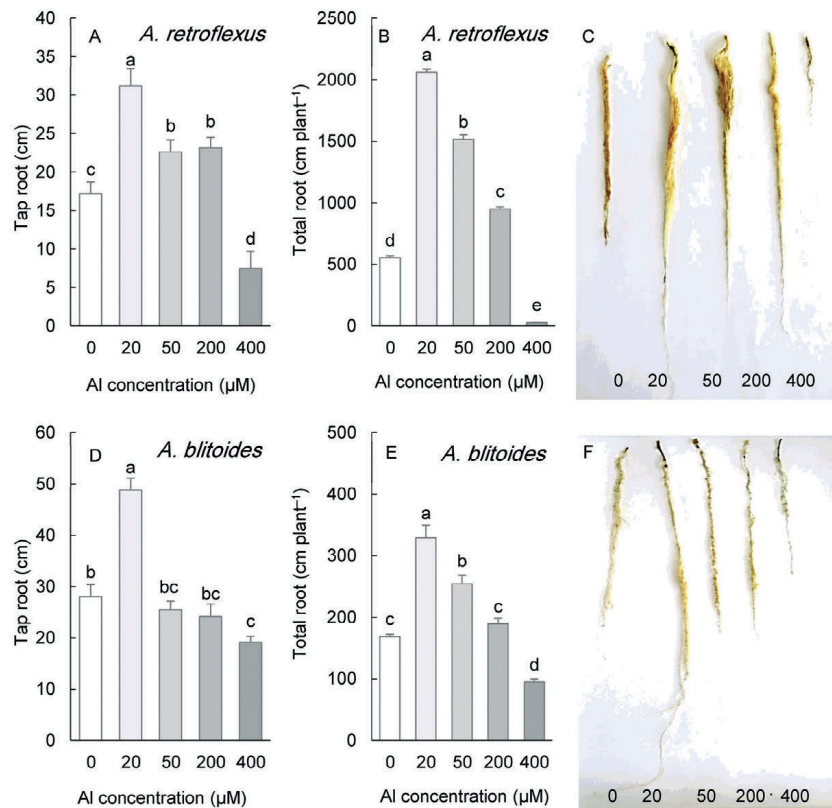 A
A. retroflexus
Tap root (cm)
40
35
30
25
20
15
10
5
0
c
a
b
b
d
0 20 50 200 400
Al concentration (µM)
B
A. retroflexus
Total root (cm plant⁻¹)
2500
2000
1500
1000
500
0
d
a
b
c
e
0 20 50 200 400
Al concentration (µM)
C
0 20 50 200 400
D
A. blitoides
Tap root (cm)
60
50
40
30
20
10
0
b
a
bc
bc
c
0 20 50 200 400
Al concentration (µM)
E
A. blitoides
Total root (cm plant⁻¹)
500
400
300
200
100
0
c
a
b
c
d
0 20 50 200 400
Al concentration (µM)
F
0 20 50 200 · 400